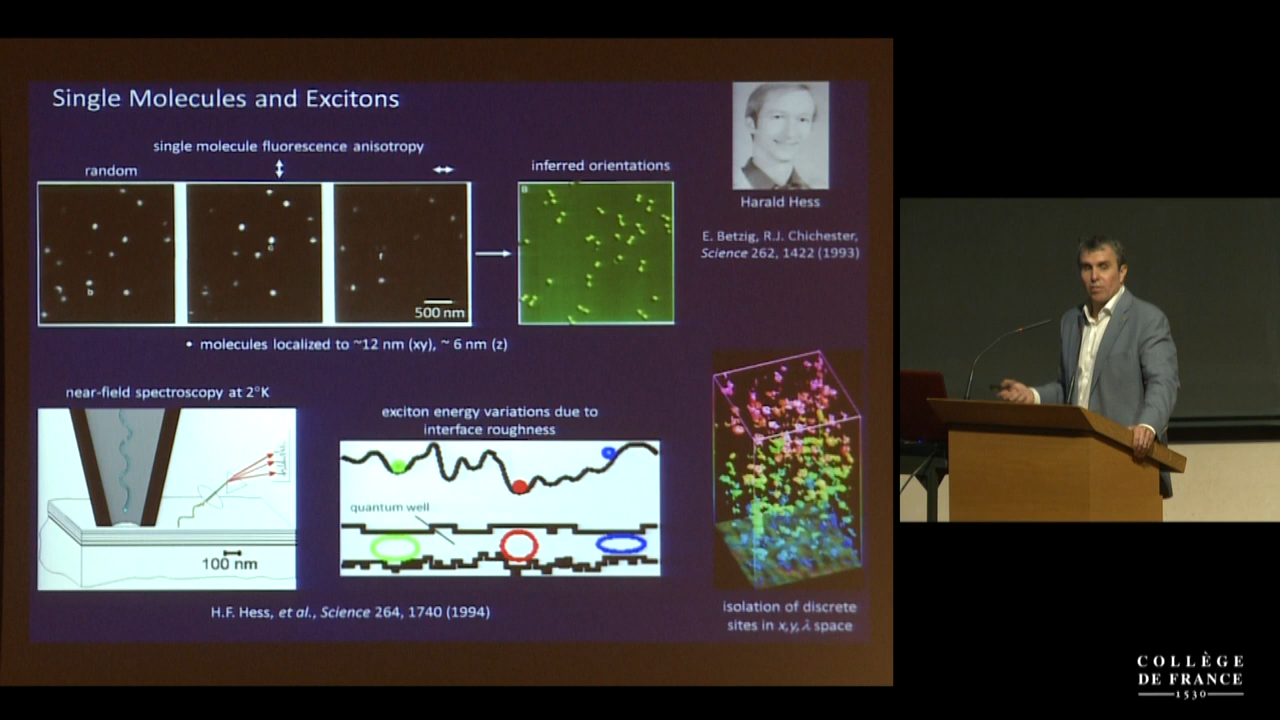 Single Molecules and Excitons
single molecule fluorescence anisotropy
random
inferred orientations
a
b
c
f
500 nm
Harald Hess
E. Betzig, R.J. Chichester,
Science 262, 1422 (1993)
• molecules localized to ~12 nm (xy), ~ 6 nm (z)
near-field spectroscopy at 2°K
100 nm
exciton energy variations due to
interface roughness
quantum well
H.F. Hess, et al., Science 264, 1740 (1994)
isolation of discrete
sites in x,y,λ space
COLLÈGE
DE FRANCE
1530